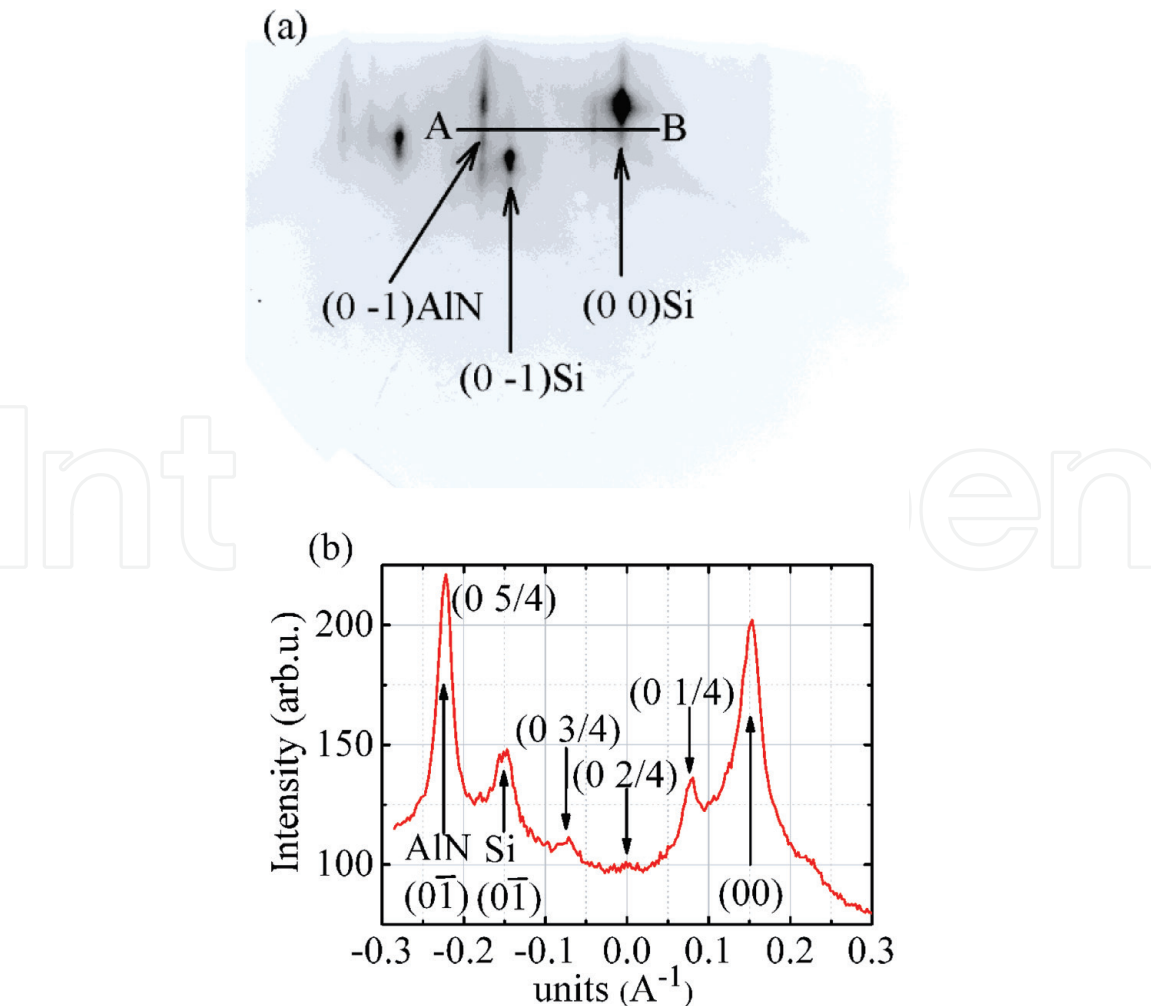 (a)
A B
(0 -1)AlN (0 0)Si
(0 -1)Si
(b)
(0 5/4)
(0 1/4)
(0 3/4)
(0 2/4)
AlN Si
(01̅) (01̅) (00)
Intensity (arb.u.)
200
150
100
-0.3 -0.2 -0.1 0.0 0.1 0.2 0.3
units (A⁻¹)
Int en